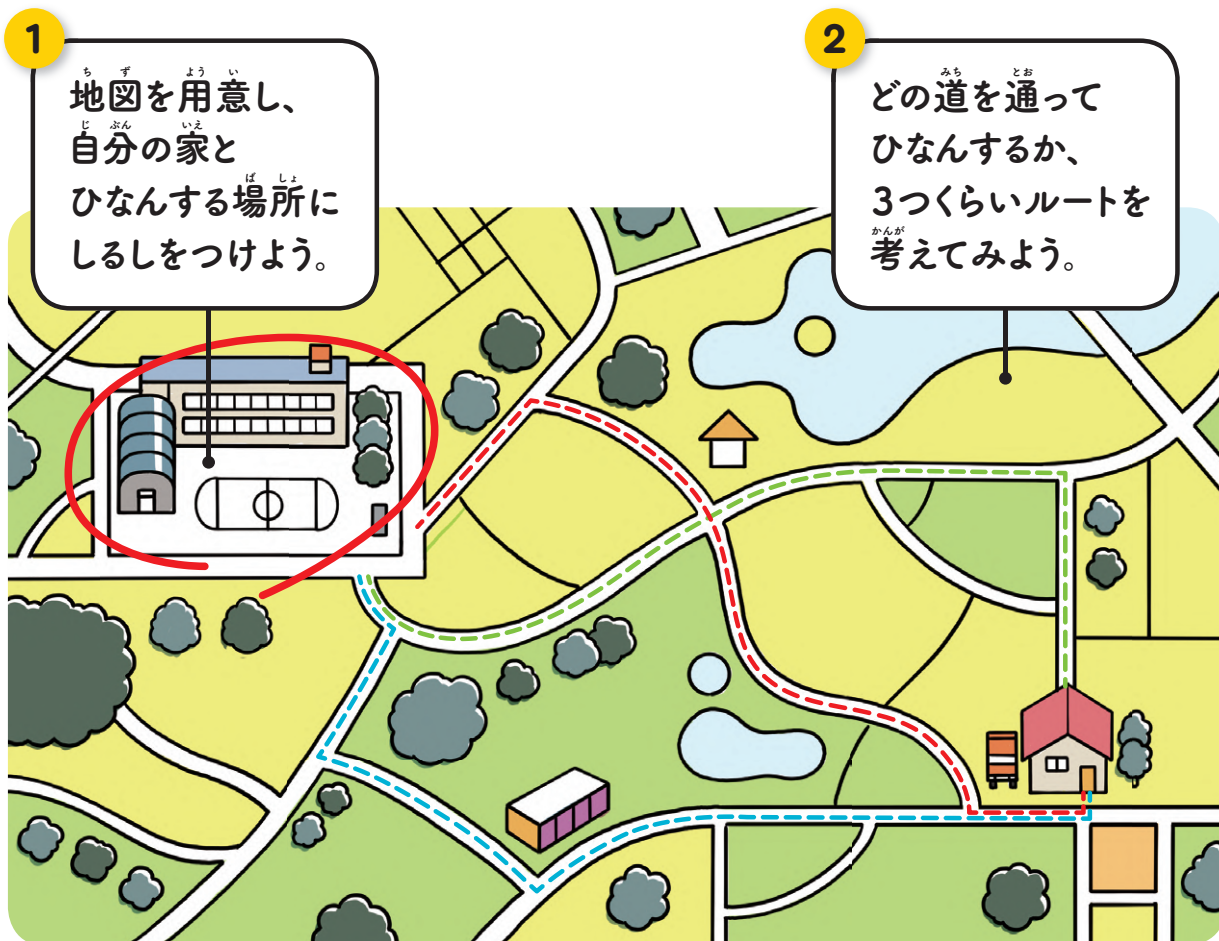 1
地図を用意し、
自分の家と
ひなんする場所に
しるしをつけよう。
2
どの道を通って
ひなんするか、
3つくらいルートを
考えてみよう。